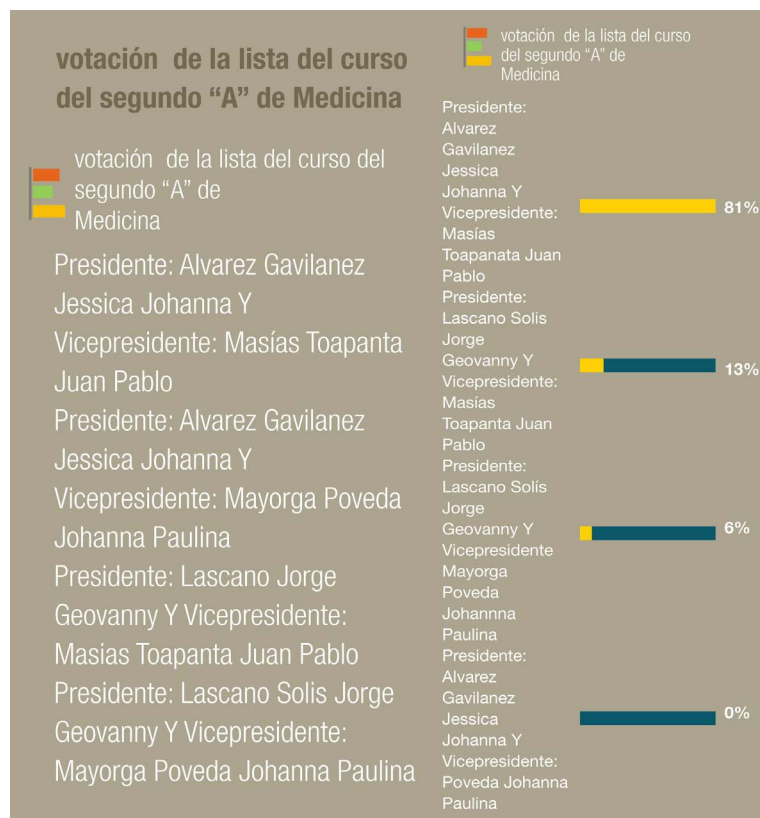 votación  de la lista del curso
del segundo “A” de Medicina
votación  de la lista del curso del
segundo “A” de
Medicina
Presidente: Alvarez Gavilanez
Jessica Johanna Y
Vicepresidente: Masías Toapanta
Juan Pablo
Presidente: Alvarez Gavilanez
Jessica Johanna Y
Vicepresidente: Mayorga Poveda
Johanna Paulina
Presidente: Lascano Jorge
Geovanny Y Vicepresidente:
Masias Toapanta Juan Pablo
Presidente: Lascano Solis Jorge
Geovanny Y Vicepresidente:
Mayorga Poveda Johanna Paulina
votación  de la lista del curso
del segundo “A” de
Medicina
Presidente:
Alvarez
Gavilanez
Jessica
Johanna Y
Vicepresidente:
Masías
Toapanata Juan
Pablo
81%
Presidente:
Lascano Solis
Jorge
Geovanny Y
Vicepresidente:
Masías
Toapanta Juan
Pablo
13%
Presidente:
Lascano Solís
Jorge
Geovanny Y
Vicepresidente
Mayorga
Poveda
Johannna
Paulina
6%
Presidente:
Alvarez
Gavilanez
Jessica
Johanna Y
Vicepresidente:
Poveda Johanna
Paulina
0%